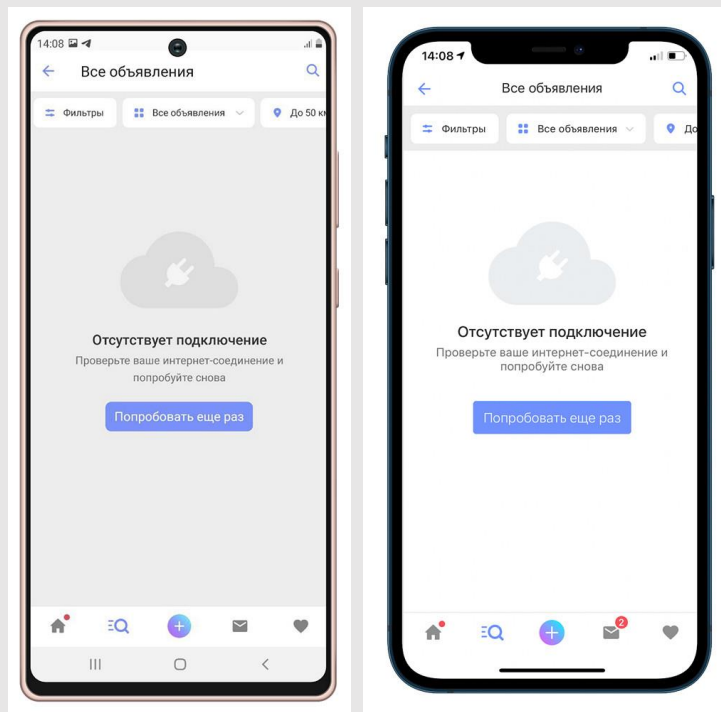 14:08
Все объявления
Фильтры
Все объявления
До 50 км
Отсутствует подключение
Проверьте ваше интернет-соединение и
попробуйте снова
Попробовать еще раз
14:08
Все объявления
Фильтры
Все объявления
До
Отсутствует подключение
Проверьте ваше интернет-соединение и
попробуйте снова
Попробовать еще раз
2